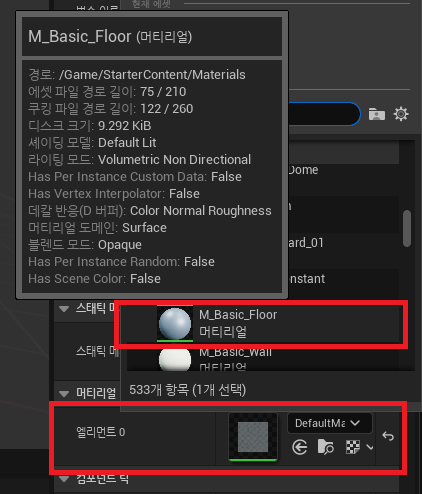 현재 에셋
M_Basic_Floor (머티리얼)
경로: /Game/StarterContent/Materials
에셋 파일 경로 길이: 75 / 210
쿠킹 파일 경로 길이: 122 / 260
디스크 크기: 9.292 KiB
셰이딩 모델: Default Lit
라이팅 모드: Volumetric Non Directional
Has Per Instance Custom Data: False
Has Vertex Interpolator: False
데칼 반응(D 버퍼): Color Normal Roughness
머티리얼 도메인: Surface
블렌드 모드: Opaque
Has Per Instance Random: False
Has Scene Color: False
Dome
ard_01
nstant
스태틱 메
M_Basic_Floor
머티리얼
스태틱 메
M_Basic_Wall
머티리얼
533개 항목 (1개 선택)
머티리얼
엘리먼트 0
DefaultMa
컴포넌트 틱